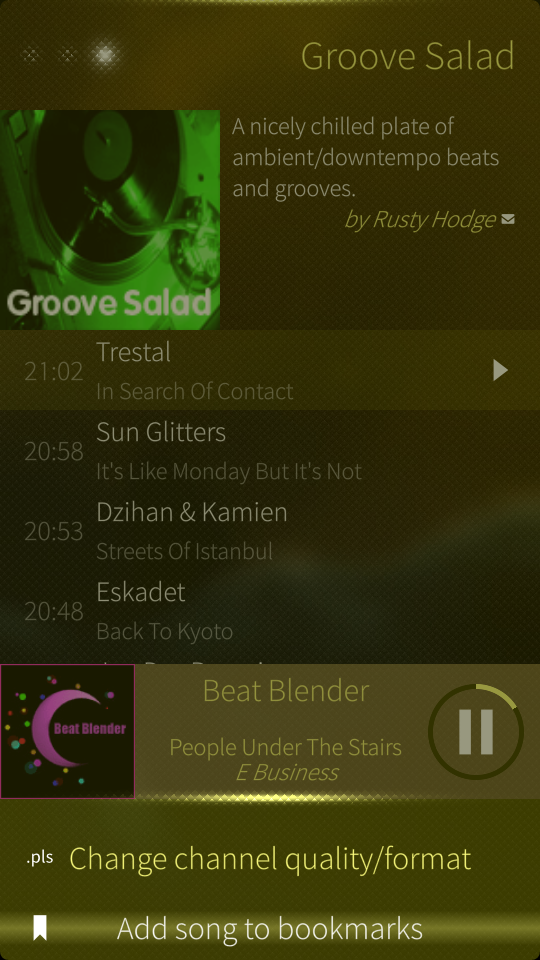 Groove Salad
A nicely chilled plate of
ambient/downtempo beats
and grooves.
by Rusty Hodge
Groove Salad
21:02
Trestal
In Search Of Contact
20:58
Sun Glitters
It's Like Monday But It's Not
20:53
Dzihan & Kamien
Streets Of Istanbul
20:48
Eskadet
Back To Kyoto
Beat Blender
Beat Blender
People Under The Stairs
E Business
.pls Change channel quality/format
Add song to bookmarks